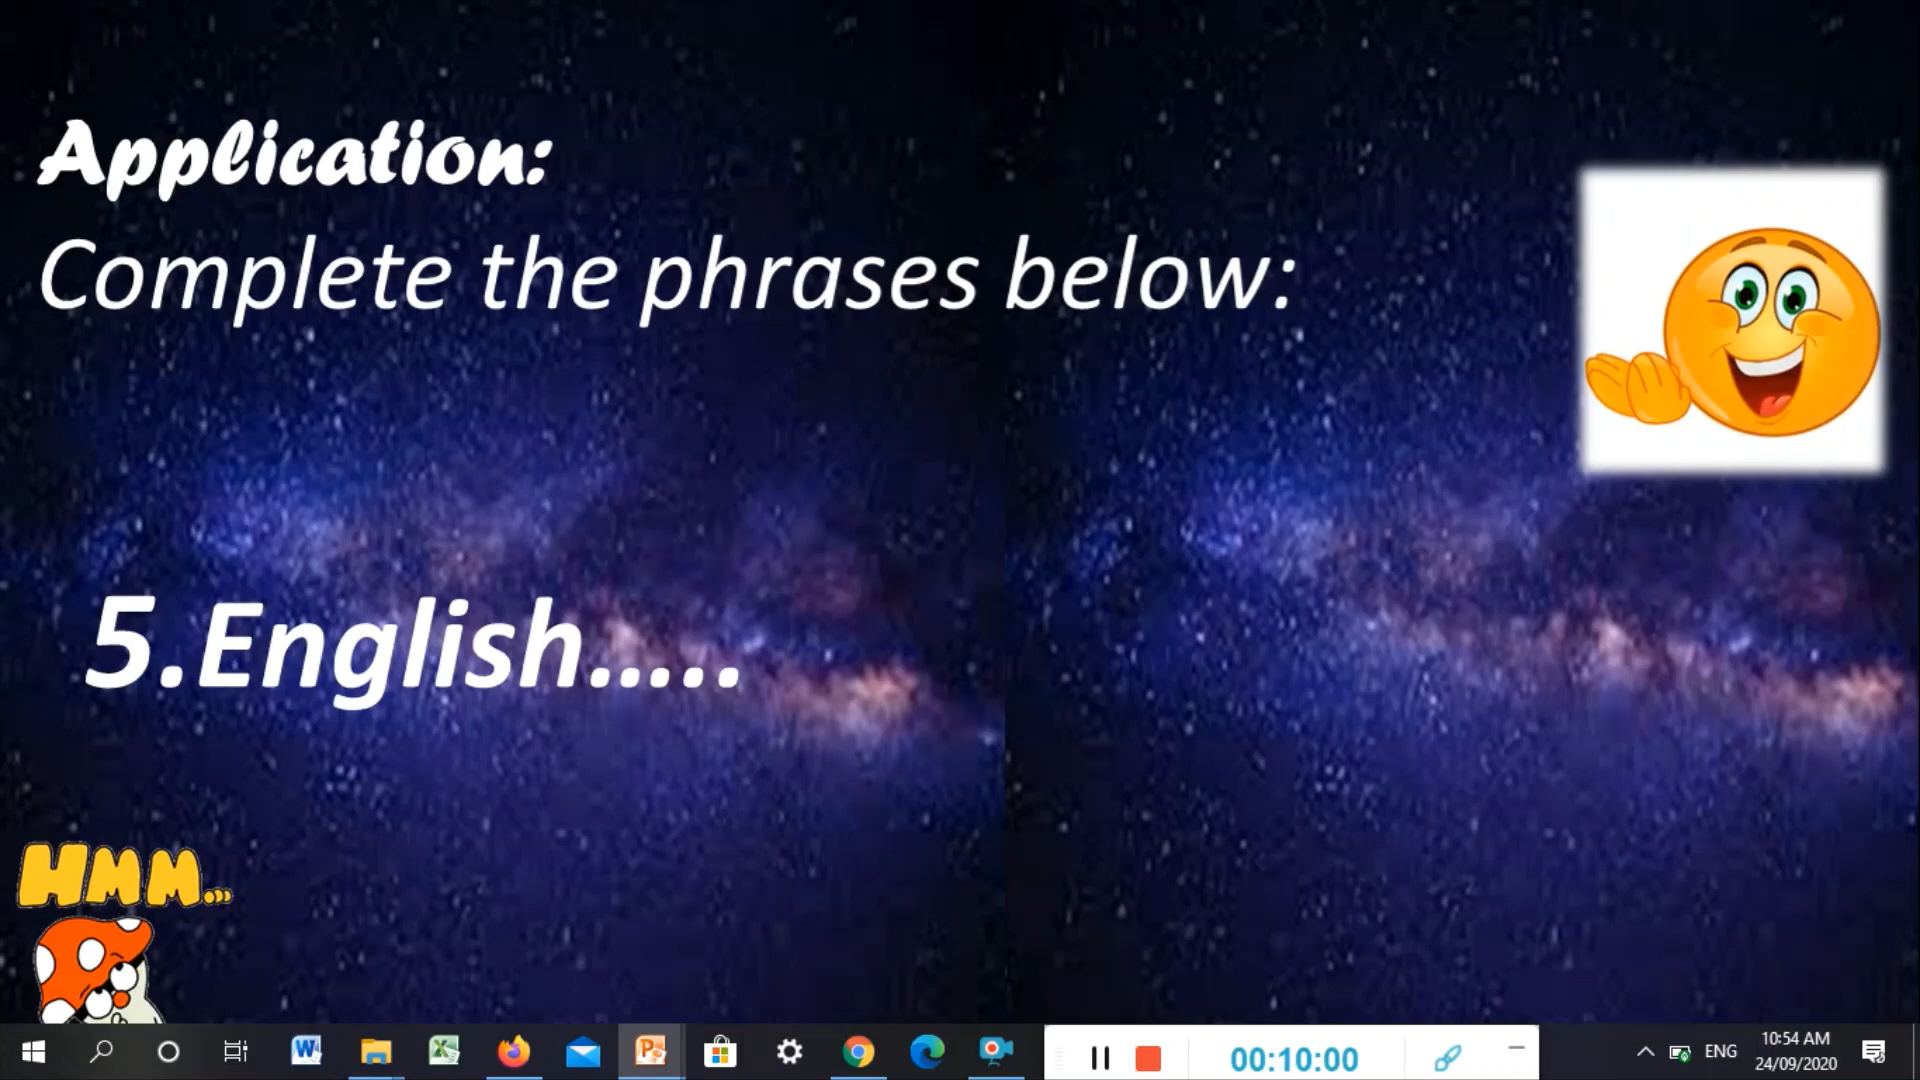 Application:
Complete the phrases below:
5.English.....
HMM...
00:10:00
ENG
10:54 AM
24/09/2020